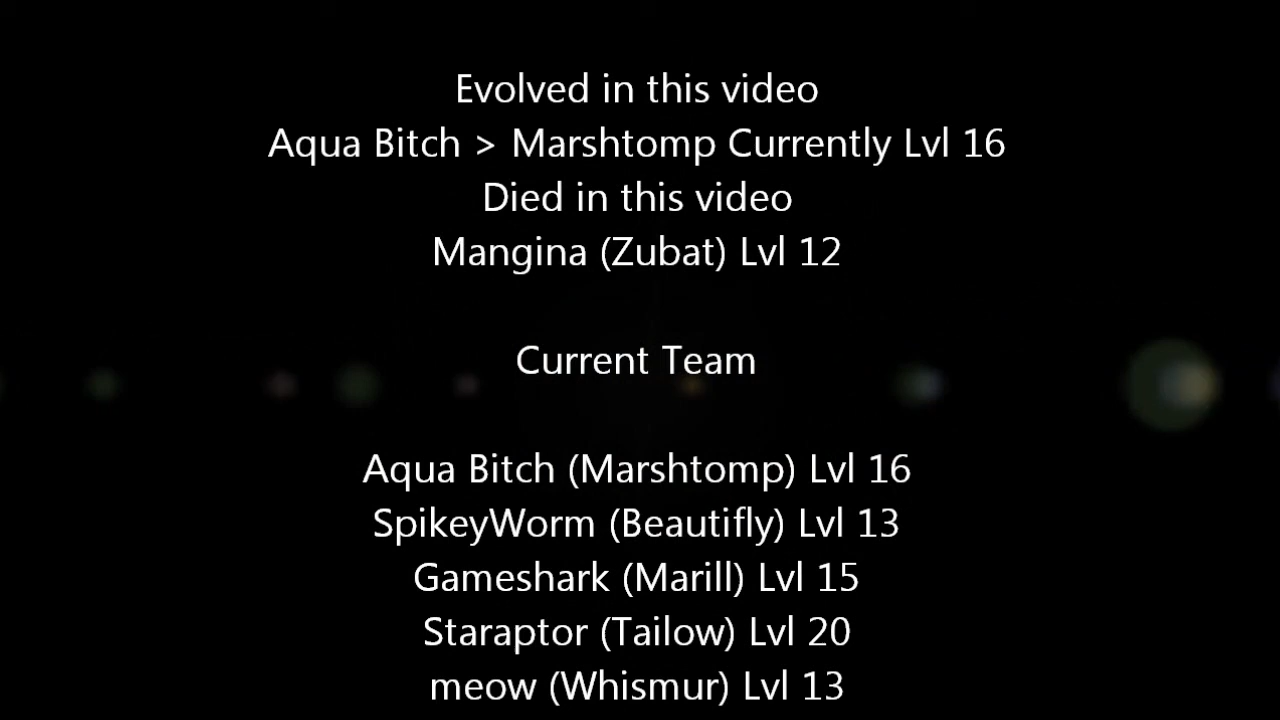 Evolved in this video
Aqua Bitch > Marshtomp Currently Lvl 16
Died in this video
Mangina (Zubat) Lvl 12
Current Team
Aqua Bitch (Marshtomp) Lvl 16
SpikeyWorm (Beautifly) Lvl 13
Gameshark (Marill) Lvl 15
Staraptor (Tailow) Lvl 20
meow (Whismur) Lvl 13